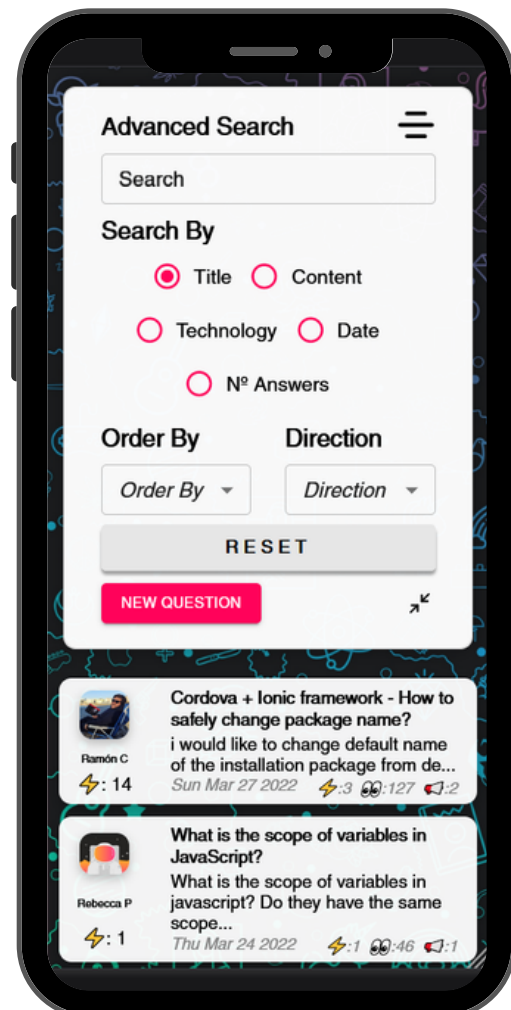 Advanced Search
Search
Search By
Title Content
Technology Date
Nº Answers
Order By Direction
Order By Direction
RESET
NEW QUESTION
Cordova + Ionic framework - How to
safely change package name?
i would like to change default name
of the installation package from de...
Ramón C
: 14
Sun Mar 27 2022 :3 :127 :2
What is the scope of variables in
JavaScript?
What is the scope of variables in
javascript? Do they have the same
scope...
Rebecca P
: 1
Thu Mar 24 2022 :1 :46 :1